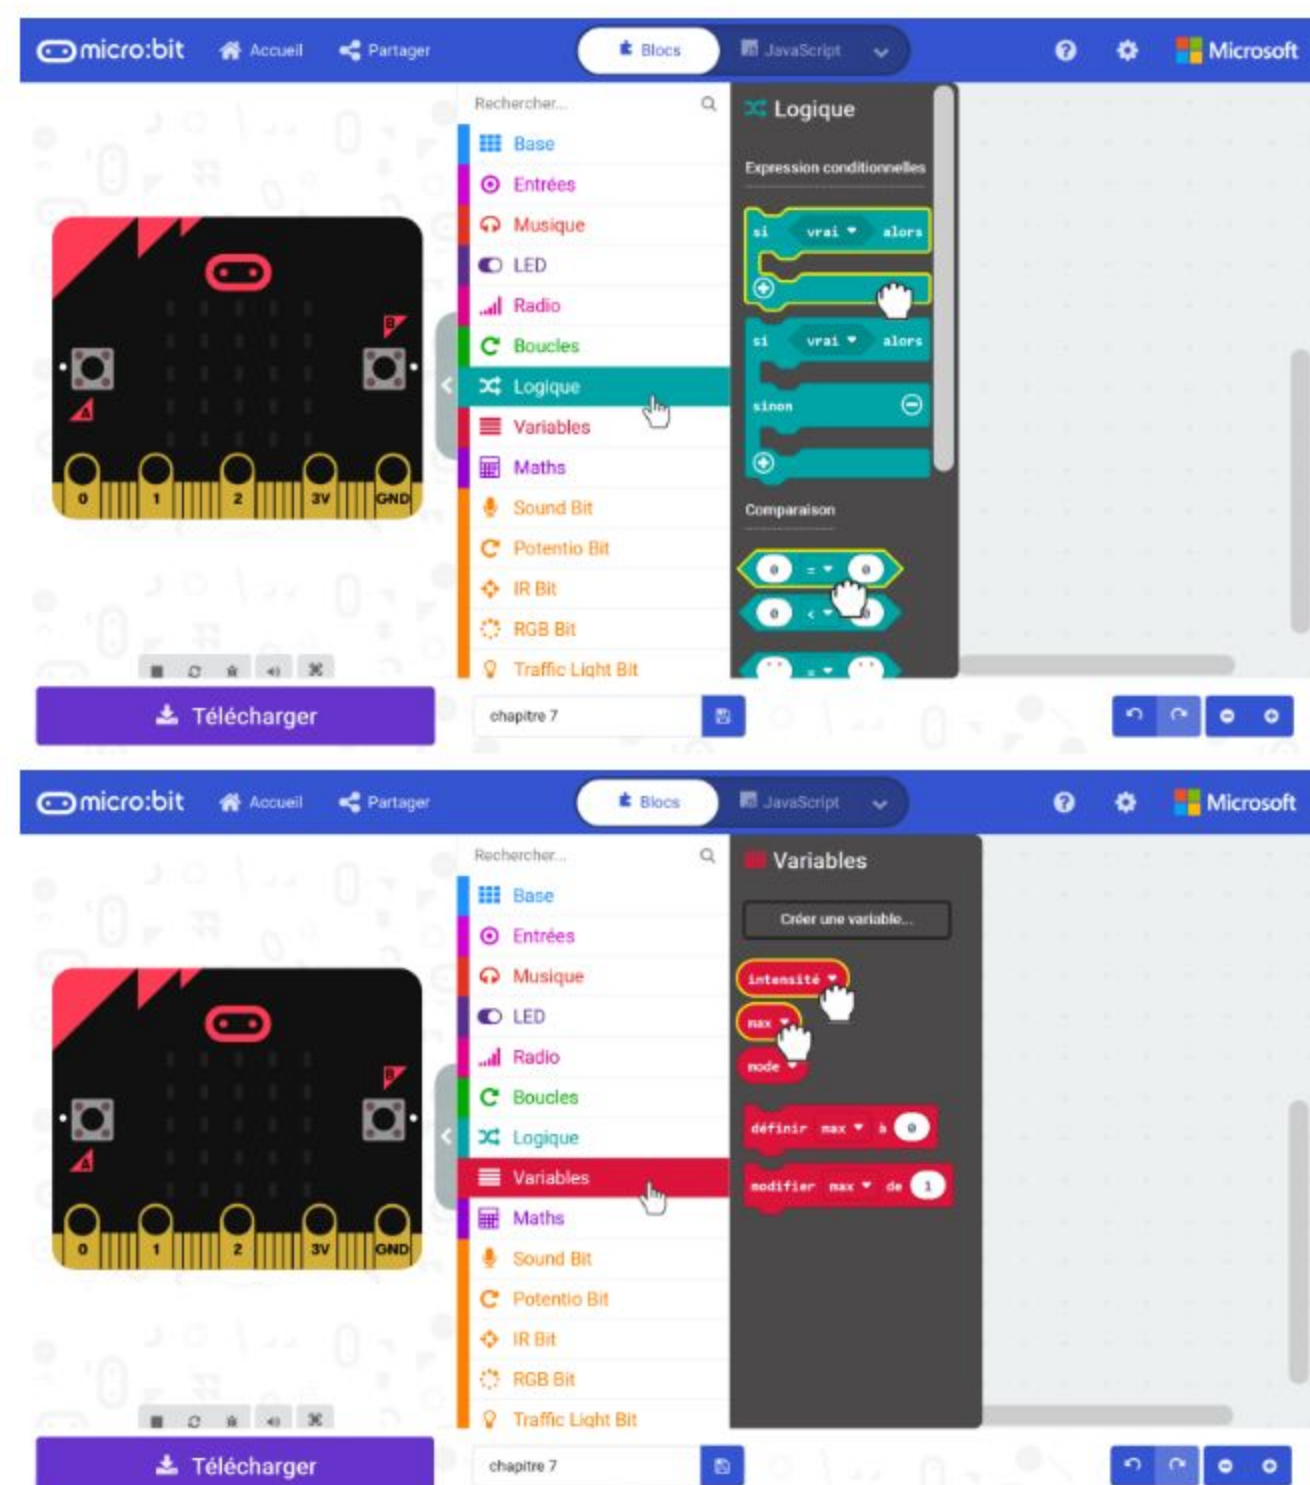 micro:bit Accueil Partager Blocs JavaScript Microsoft
Rechercher...
Base
Entrées
Musique
LED
Radio
Boucles
Logique
Variables
Maths
Sound Bit
Potentio Bit
IR Bit
RGB Bit
Traffic Light Bit
Logique
Expression conditionnelles
si vrai alors
si vrai alors
sinon
Comparaison
0 = 0
0 < 0
" " = " "
B
A
0 1 2 3V GND
Télécharger
chapitre 7
micro:bit Accueil Partager Blocs JavaScript Microsoft
Rechercher...
Base
Entrées
Musique
LED
Radio
Boucles
Logique
Variables
Maths
Sound Bit
Potentio Bit
IR Bit
RGB Bit
Traffic Light Bit
Variables
Créer une variable...
intensité
max
mode
définir max à 0
modifier max de 1
B
A
0 1 2 3V GND
Télécharger
chapitre 7